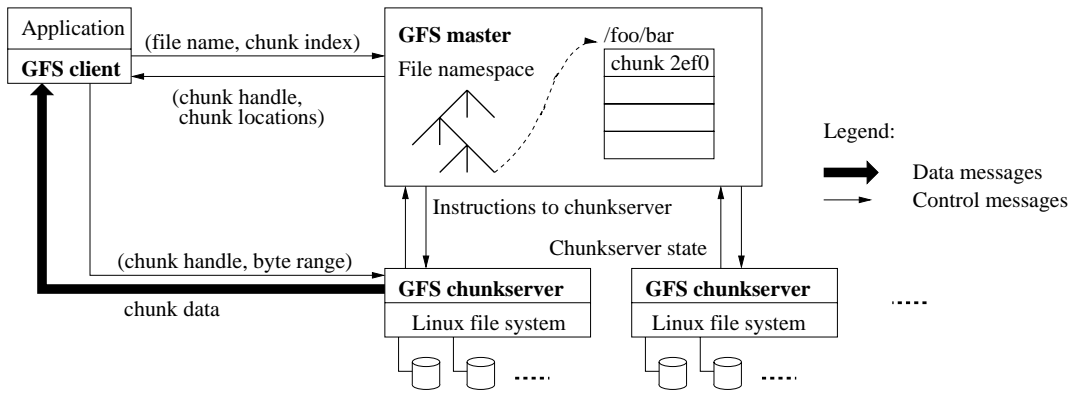 Application
GFS client
(file name, chunk index)
(chunk handle,
chunk locations)
GFS master
File namespace
/foo/bar
chunk 2ef0
Legend:
Data messages
Control messages
Instructions to chunkserver
Chunkserver state
(chunk handle, byte range)
chunk data
GFS chunkserver
Linux file system
GFS chunkserver
Linux file system